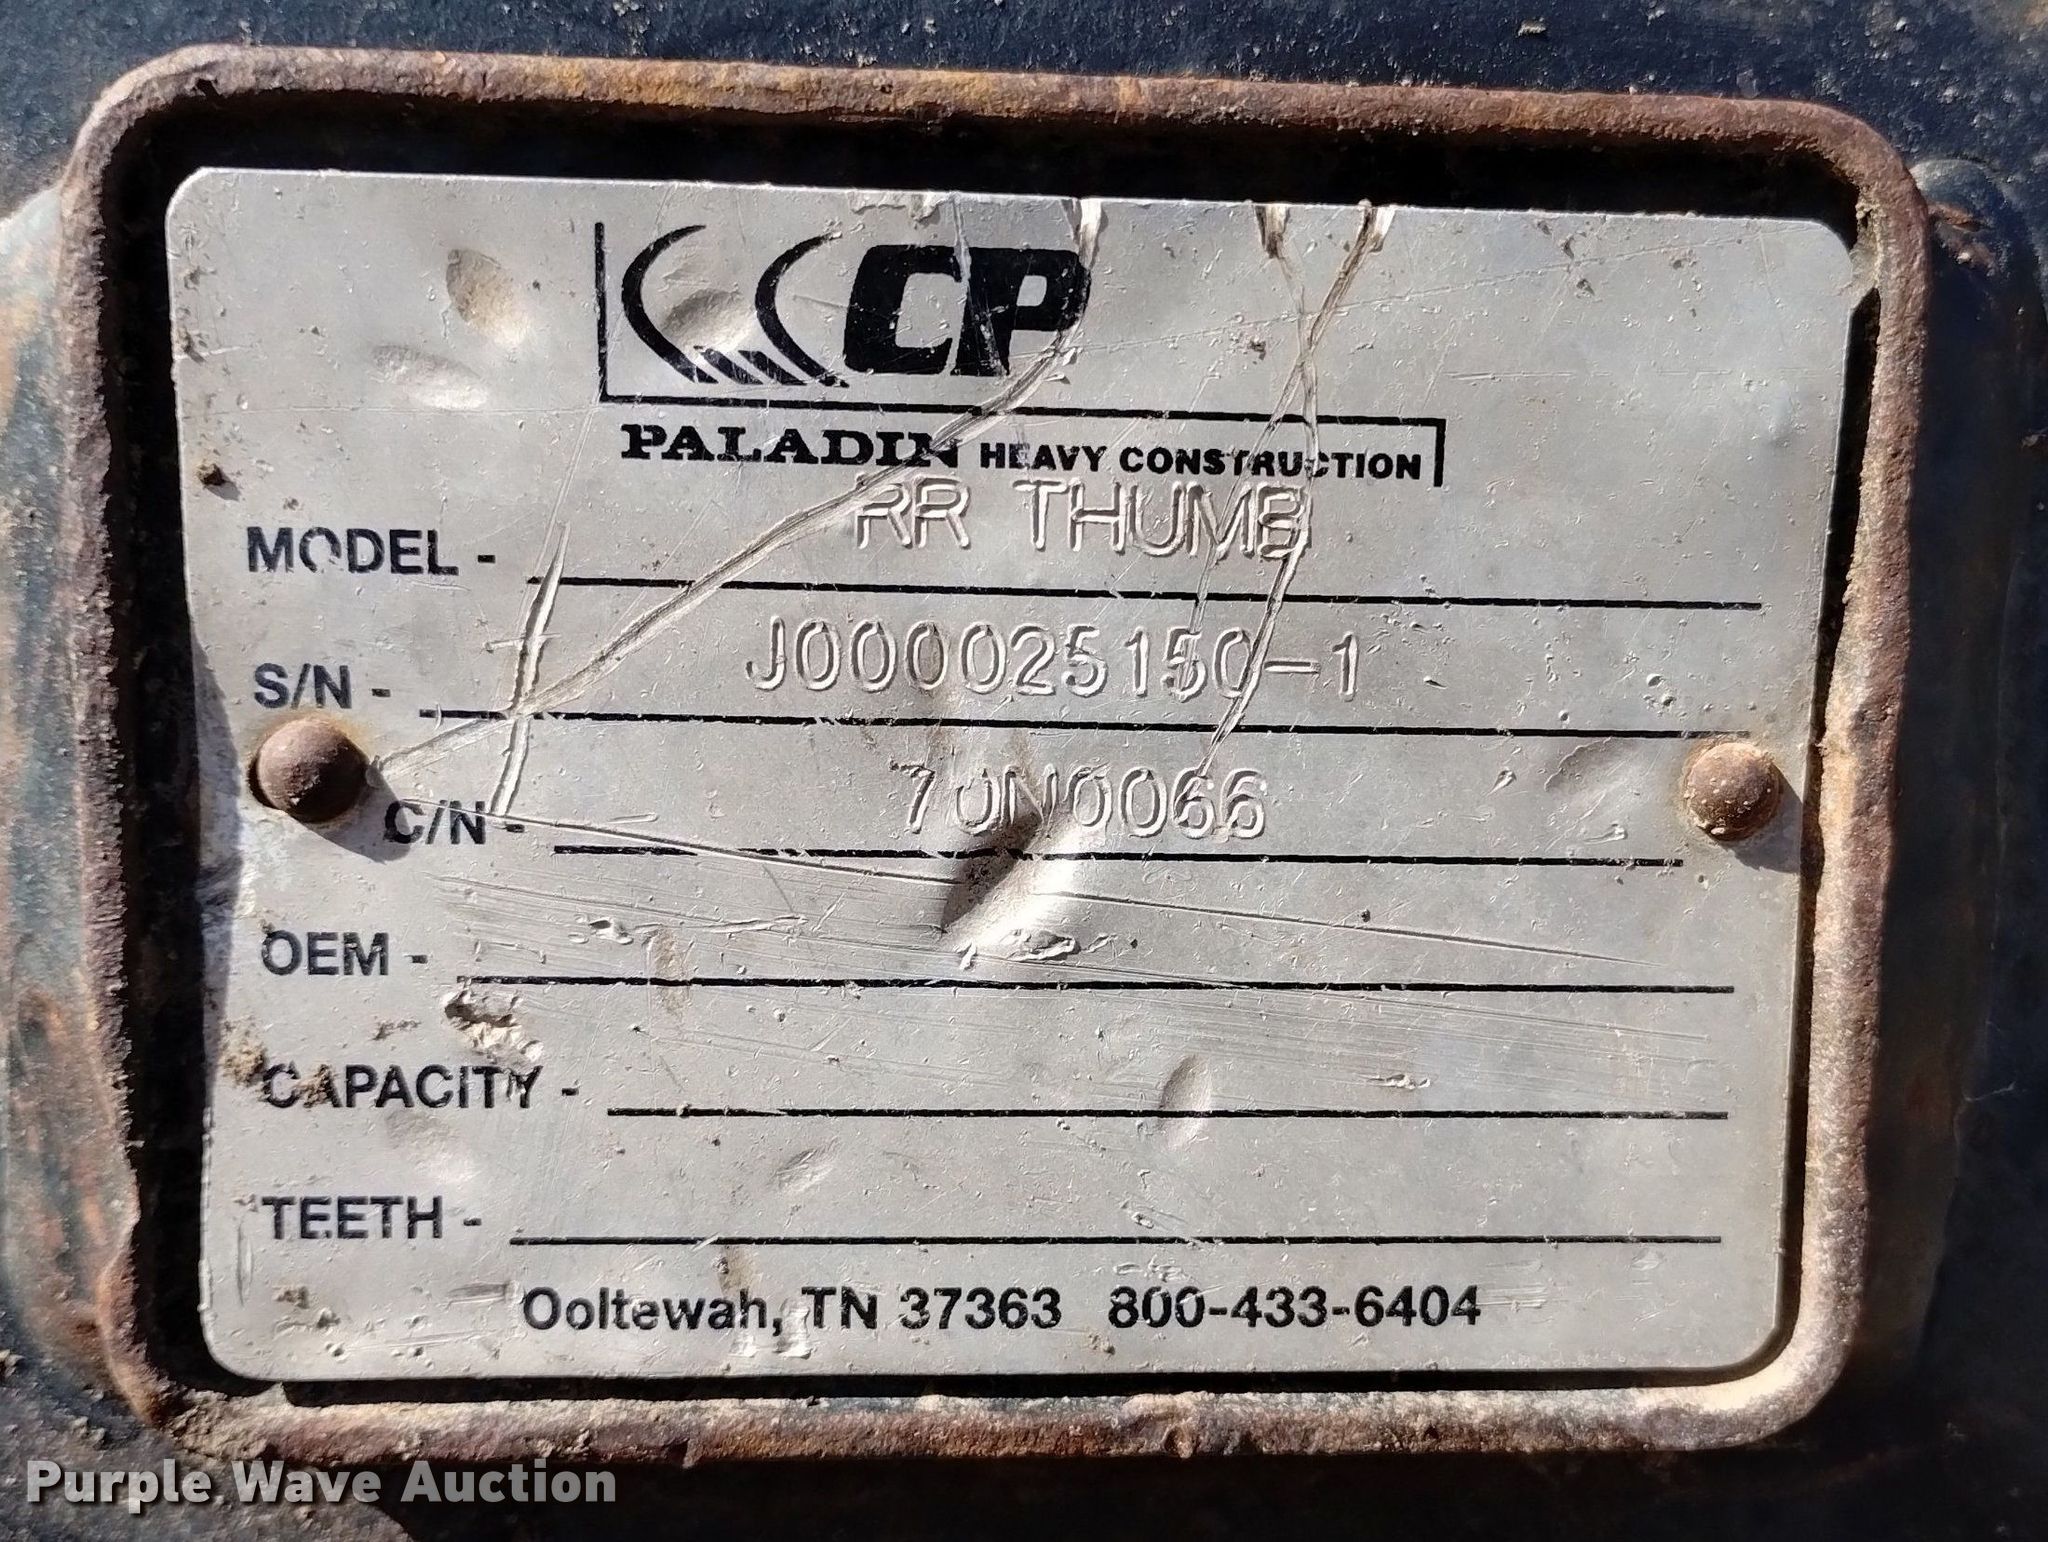 CP
PALADIN HEAVY CONSTRUCTION
MODEL - RR THUMB
S/N - J000025150-1
C/N - 70N0066
OEM -
CAPACITY -
TEETH -
Ooltewah, TN 37363 800-433-6404
Purple Wave Auction